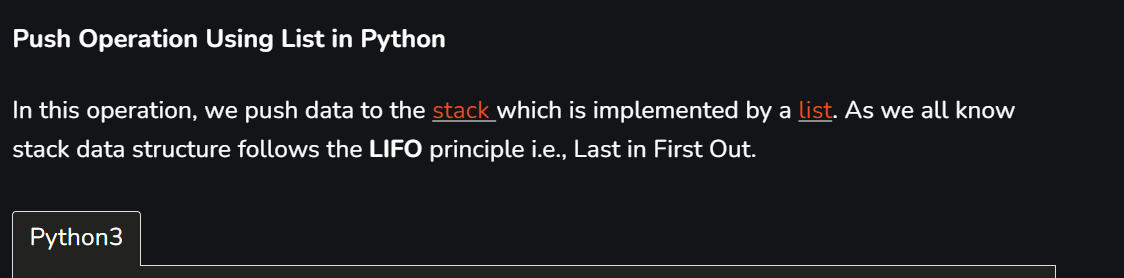 Push Operation Using List in Python
In this operation, we push data to the stack which is implemented by a list. As we all know
stack data structure follows the LIFO principle i.e., Last in First Out.
Python3